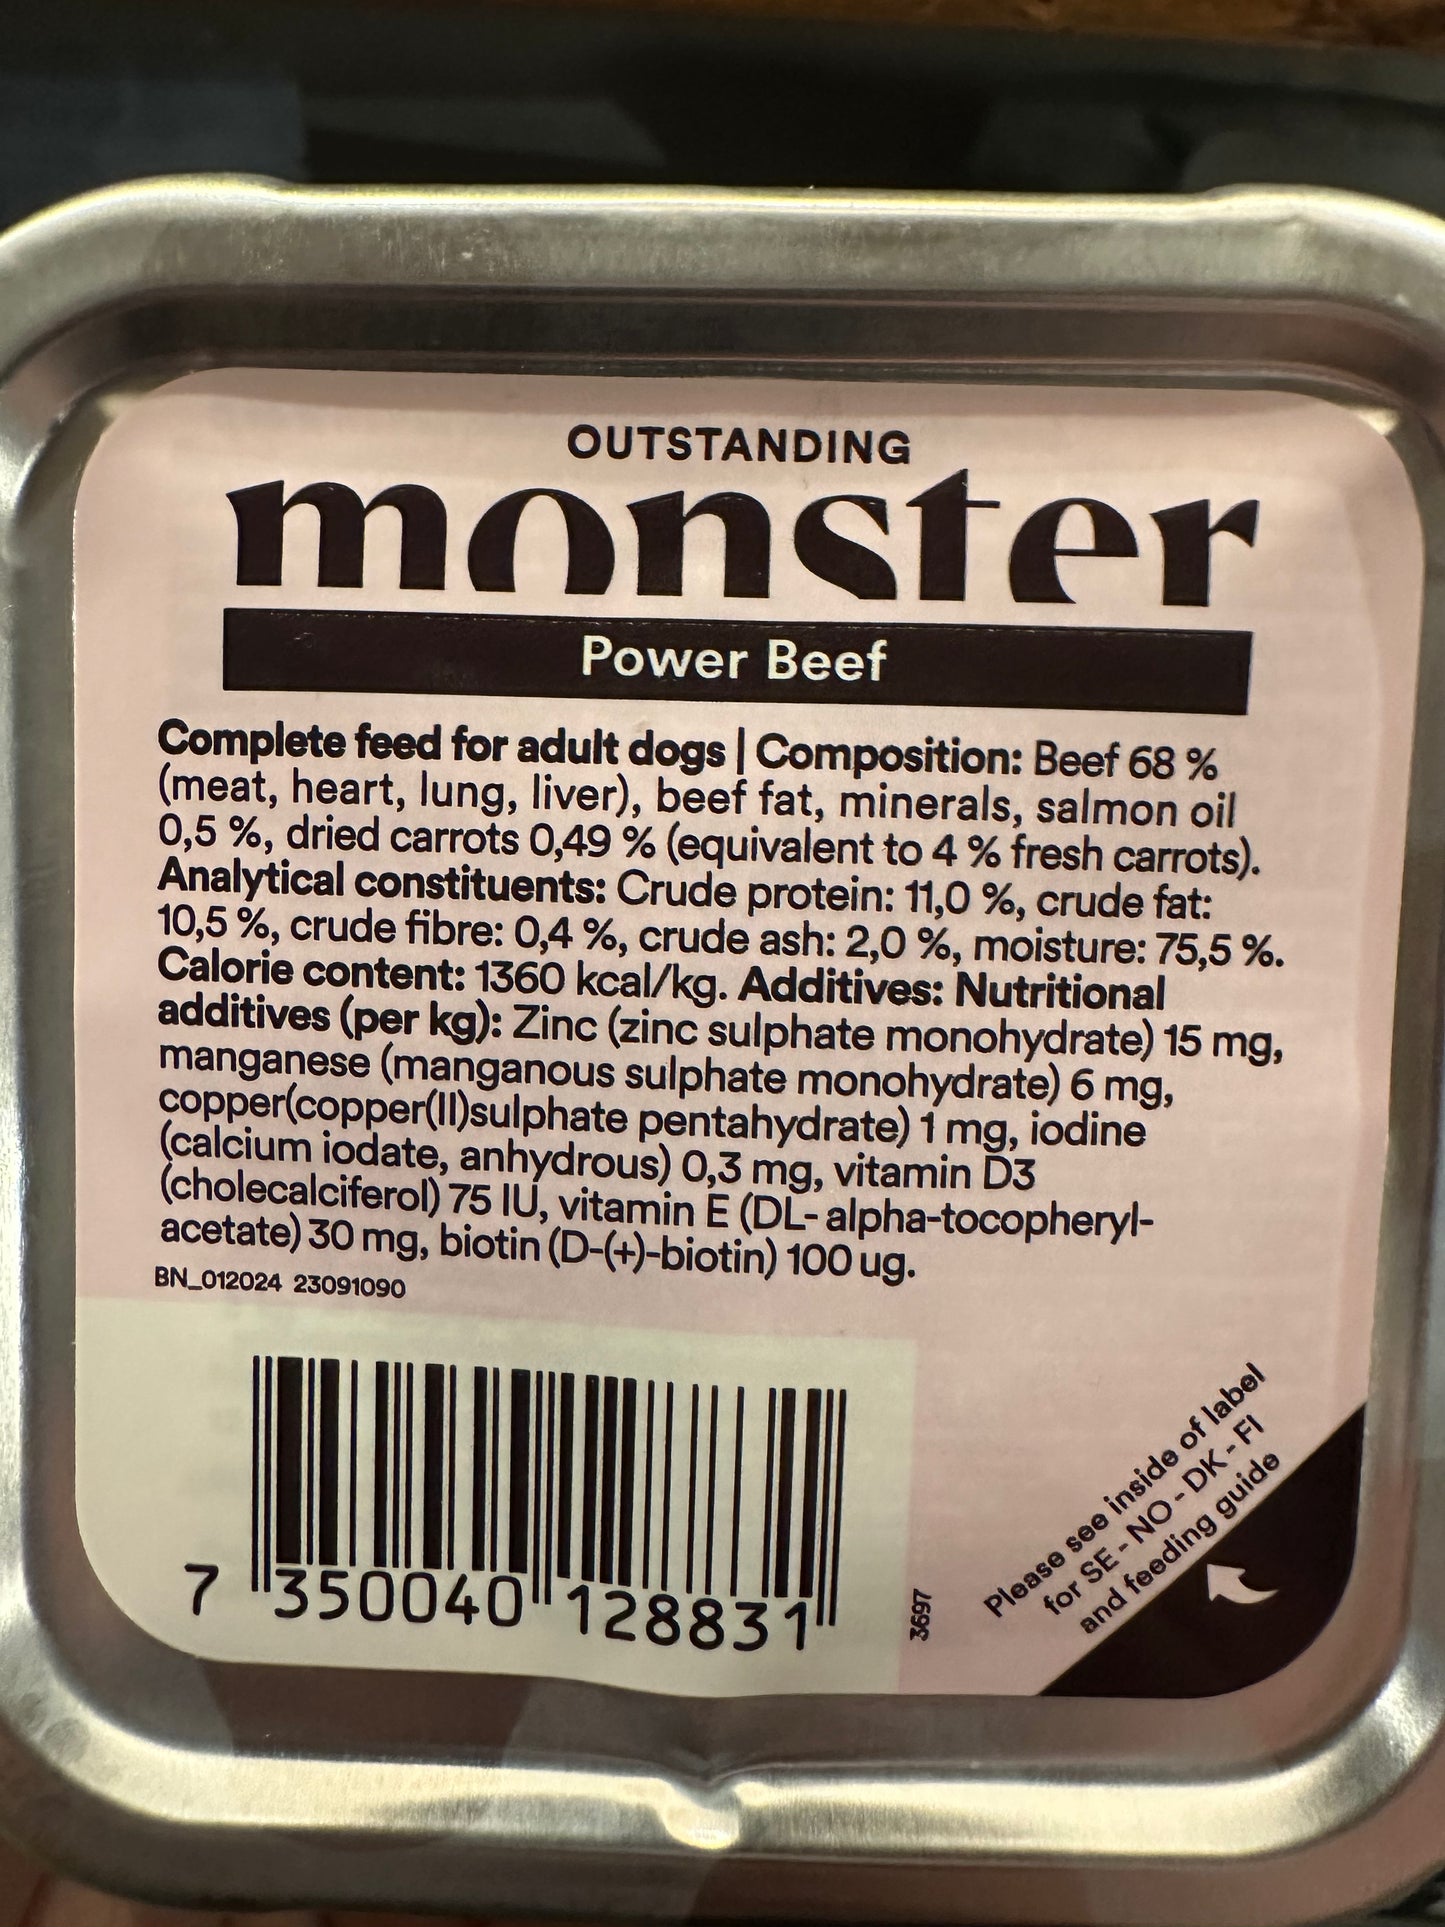 OUTSTANDING
monster
Power Beef
Complete feed for adult dogs | Composition: Beef 68 %
(meat, heart, lung, liver), beef fat, minerals, salmon oil
0,5 %, dried carrots 0,49 % (equivalent to 4 % fresh carrots).
Analytical constituents: Crude protein: 11,0 %, crude fat:
10,5 %, crude fibre: 0,4 %, crude ash: 2,0 %, moisture: 75,5 %.
Calorie content: 1360 kcal/kg. Additives: Nutritional
additives (per kg): Zinc (zinc sulphate monohydrate) 15 mg,
manganese (manganous sulphate monohydrate) 6 mg,
copper(copper(II)sulphate pentahydrate) 1 mg, iodine
(calcium iodate, anhydrous) 0,3 mg, vitamin D3
(cholecalciferol) 75 IU, vitamin E (DL- alpha-tocopheryl-
acetate) 30 mg, biotin (D-(+)-biotin) 100 ug.
BN_012024 23091090
7 350040 128831
3697
Please see inside of label
for SE - NO - DK - FI
and feeding guide